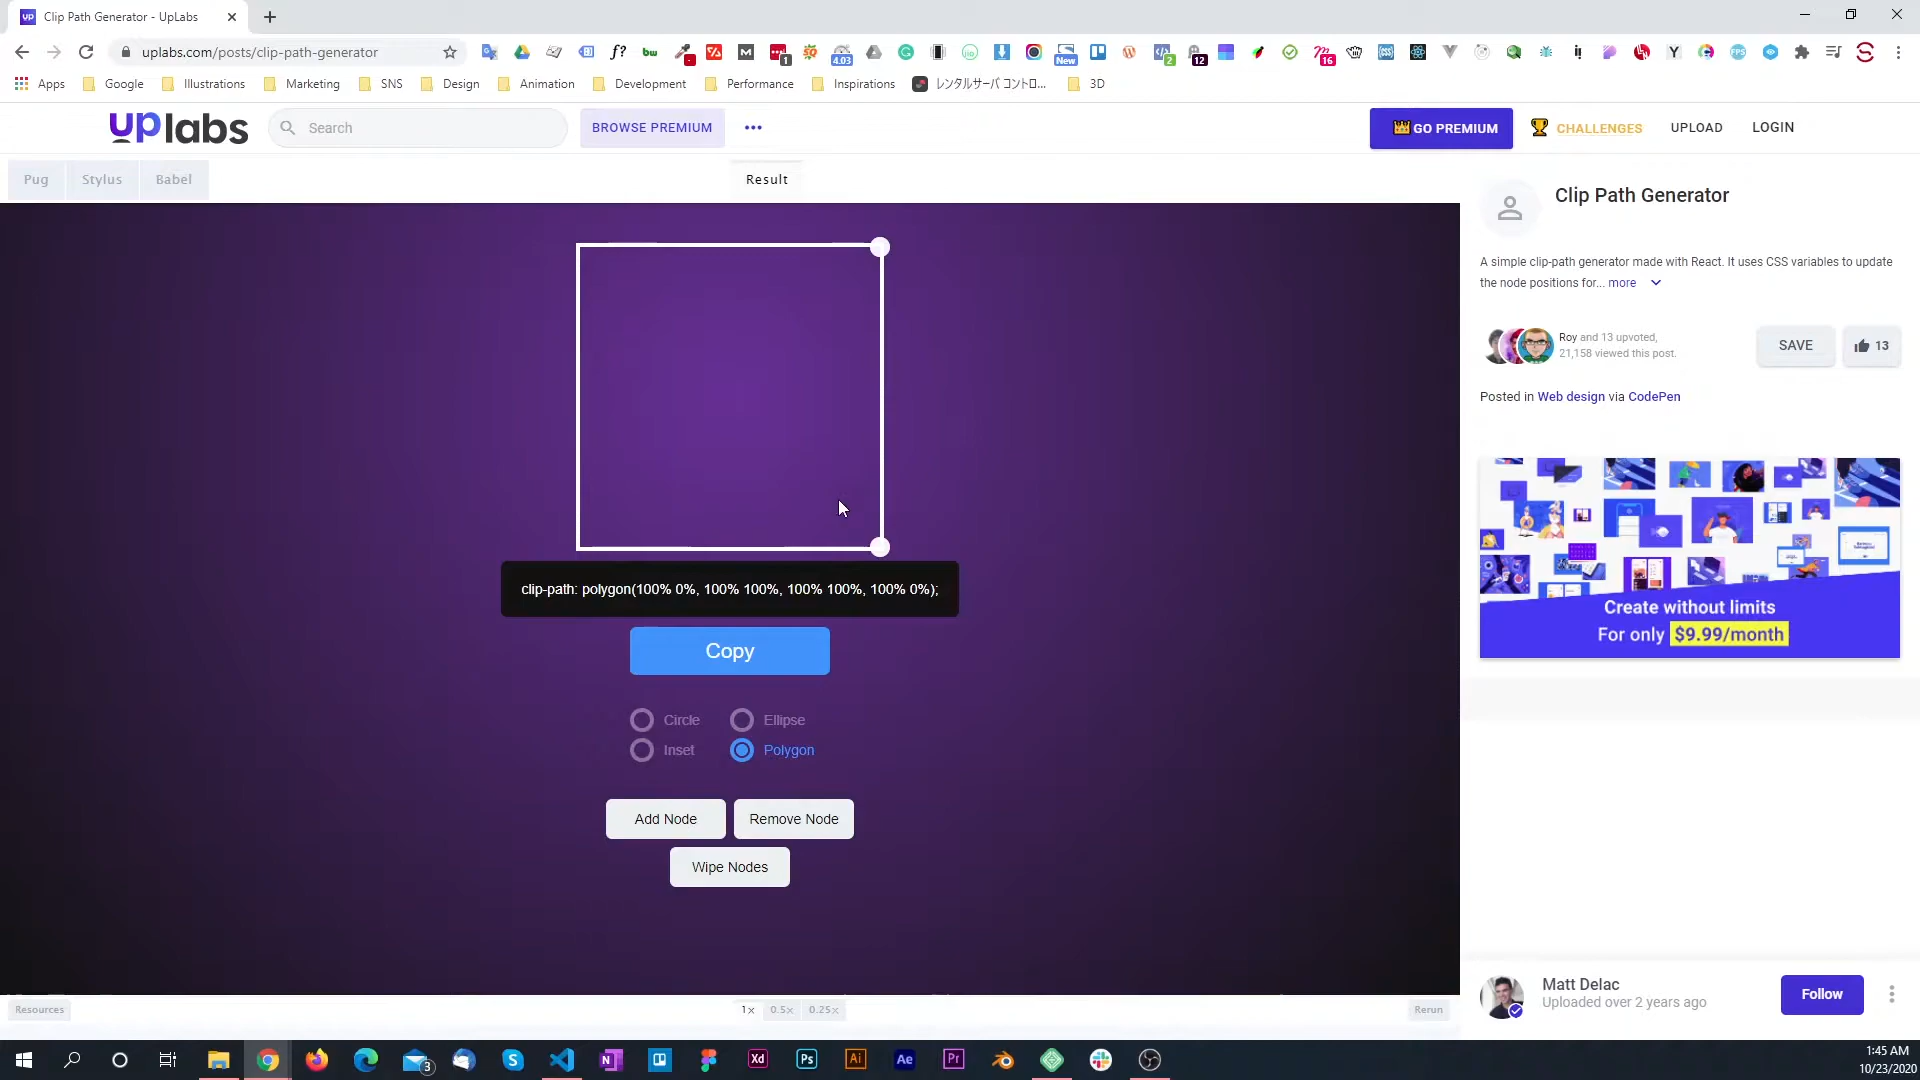 Clip Path Generator - UpLabs
uplabs.com/posts/clip-path-generator
Apps
Google
Illustrations
Marketing
SNS
Design
Animation
Development
Performance
Inspirations
レンタルサーバ コントロ...
3D
uplabs
Search
BROWSE PREMIUM
GO PREMIUM
CHALLENGES
UPLOAD
LOGIN
Pug
Stylus
Babel
Result
clip-path: polygon(100% 0%, 100% 100%, 100% 100%, 100% 0%);
Copy
Circle
Ellipse
Inset
Polygon
Add Node
Remove Node
Wipe Nodes
Clip Path Generator
A simple clip-path generator made with React. It uses CSS variables to update
the node positions for... more
Roy and 13 upvoted,
21,158 viewed this post.
SAVE
13
Posted in Web design via CodePen
Create without limits
For only $9.99/month
Matt Delac
Uploaded over 2 years ago
Follow
Resources
1x
0.5x
0.25x
Rerun
1:45 AM
10/23/2020